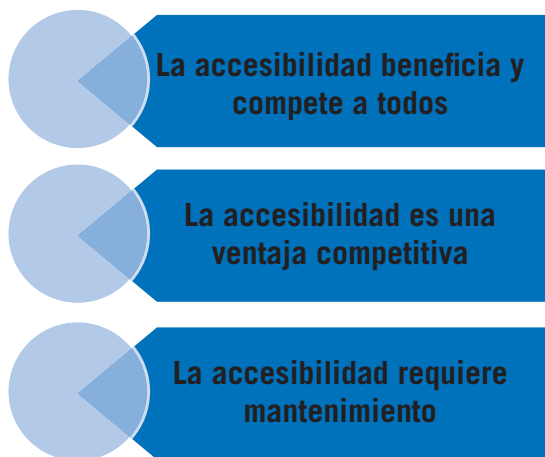 La accesibilidad beneficia y
compete a todos
La accesibilidad es una
ventaja competitiva
La accesibilidad requiere
mantenimiento